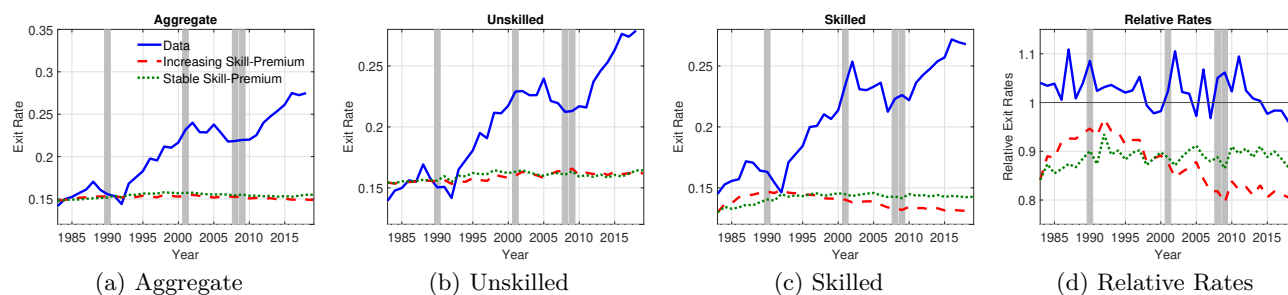 Aggregate
0.35
0.3
0.25
0.2
0.15
Exit Rate
Data
Increasing Skill-Premium
Stable Skill-Premium
1985 1990 1995 2000 2005 2010 2015
Year
(a) Aggregate
Unskilled
0.25
0.2
0.15
Exit Rate
1985 1990 1995 2000 2005 2010 2015
Year
(b) Unskilled
Skilled
0.25
0.2
0.15
Exit Rate
1985 1990 1995 2000 2005 2010 2015
Year
(c) Skilled
Relative Rates
1.1
1
0.9
0.8
Relative Exit Rates
1985 1990 1995 2000 2005 2010 2015
Year
(d) Relative Rates